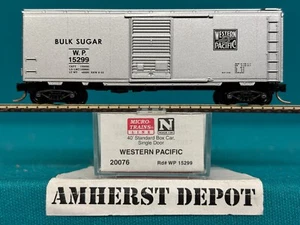 BULK SUGAR
W.P.
15299
WESTERN
PACIFIC
MICRO
TRAINS
LINE
N
40' Standard Box Car,
Single Door
WESTERN PACIFIC
20076
Rd# WP 15299
AMHERST DEPOT